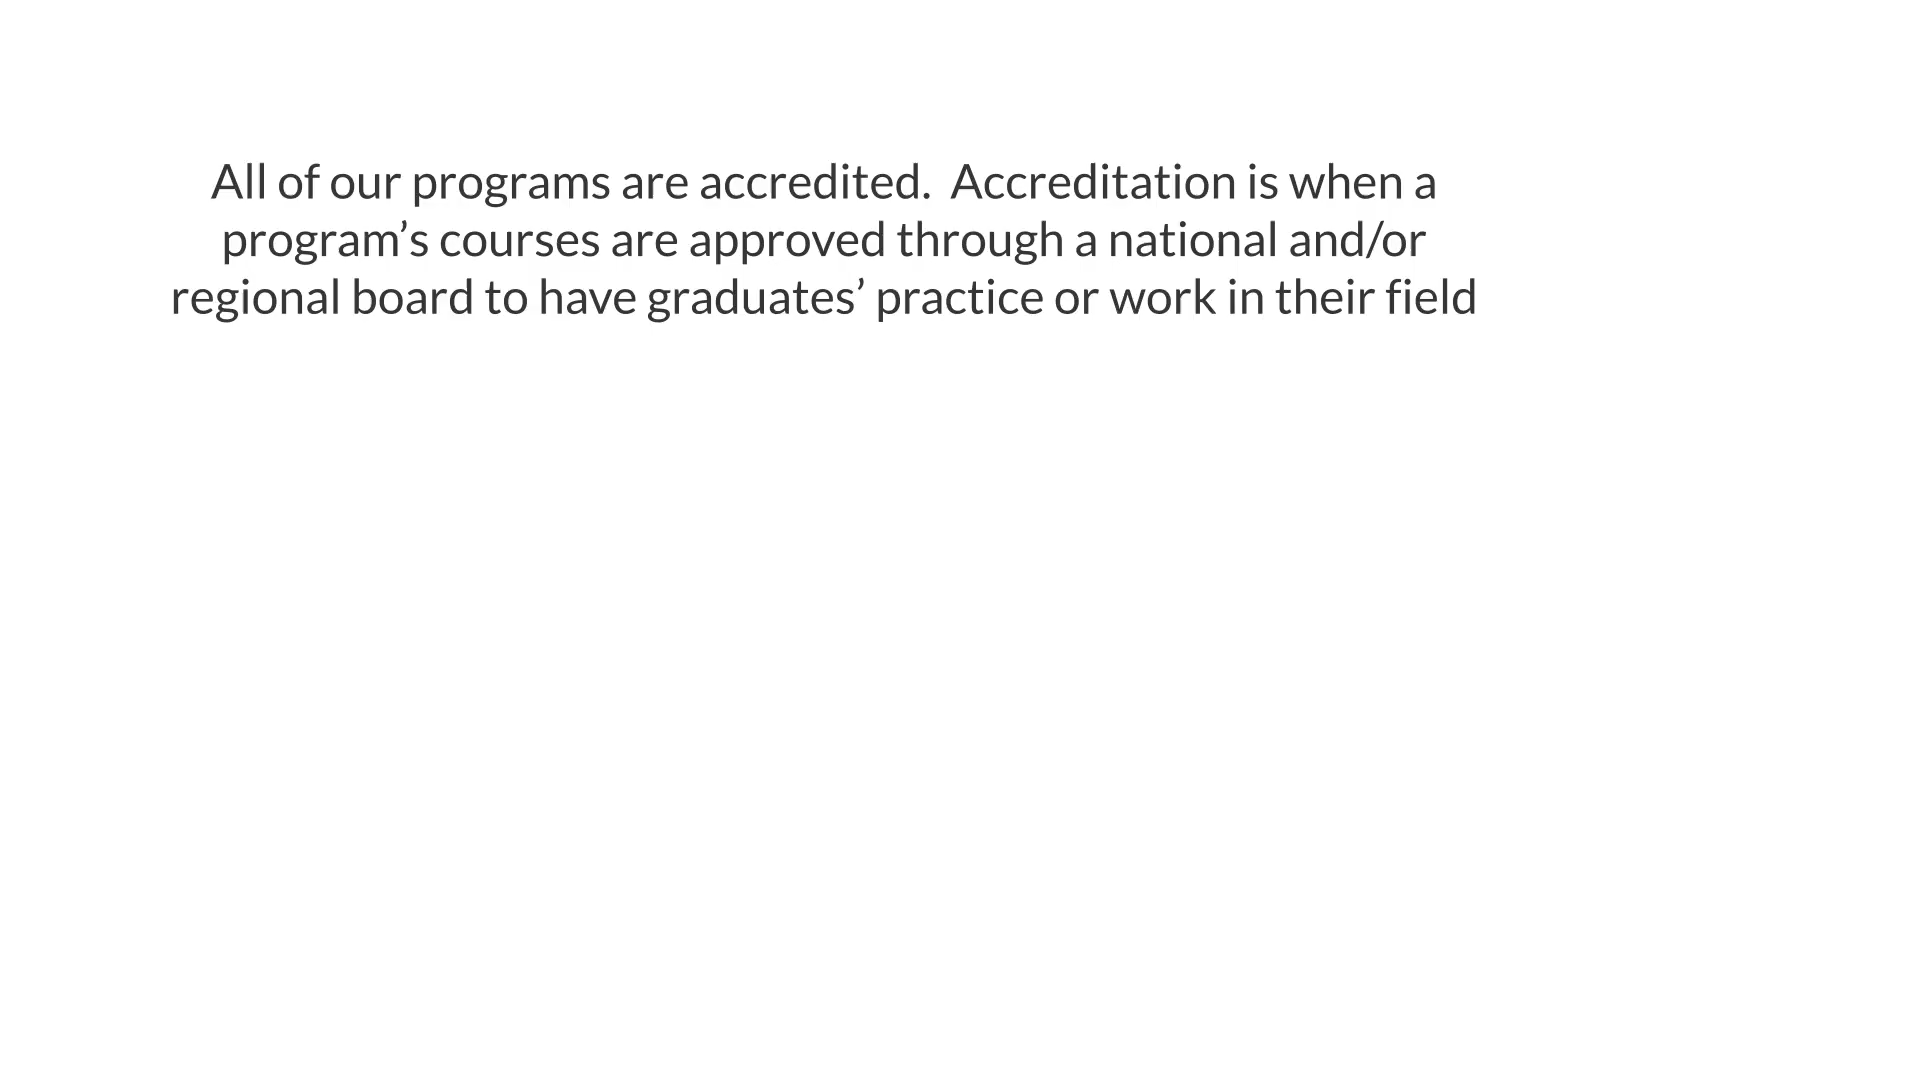 All of our programs are accredited.  Accreditation is when a
program’s courses are approved through a national and/or
regional board to have graduates’ practice or work in their field